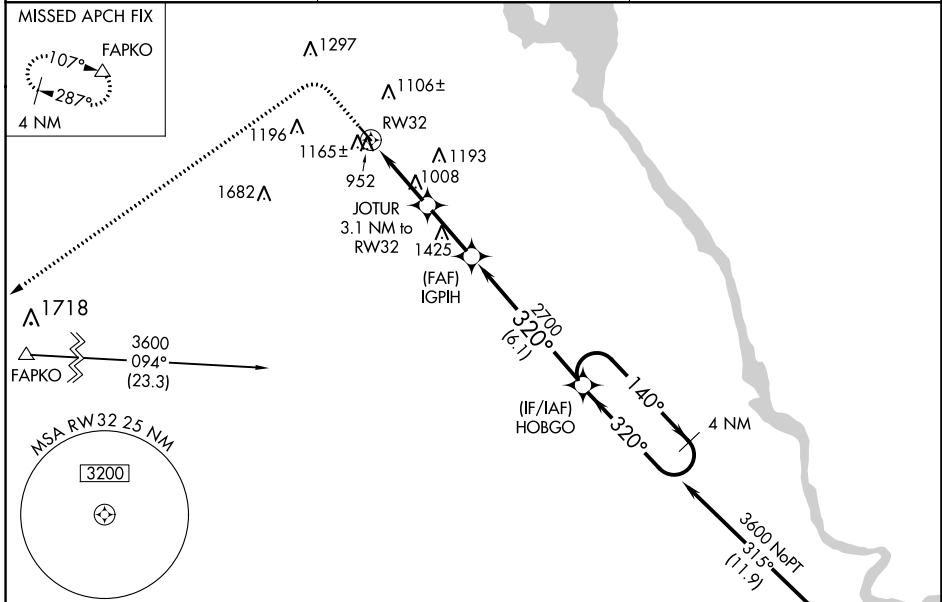 MISSED APCH FIX
FAPKO
107°
287°
4 NM
1297
1106±
RW32
1196
1165±
952
1193
1008
1682
JOTUR
3.1 NM to
RW32
1425
(FAF)
IGPIH
1718
3600
094°
(23.3)
FAPKO
2700
320°
(6.1)
(IF/IAF)
HOBGO
140°
320°
4 NM
MSA RW32 25 NM
3200
3600 NoPT
315°
(11.9)